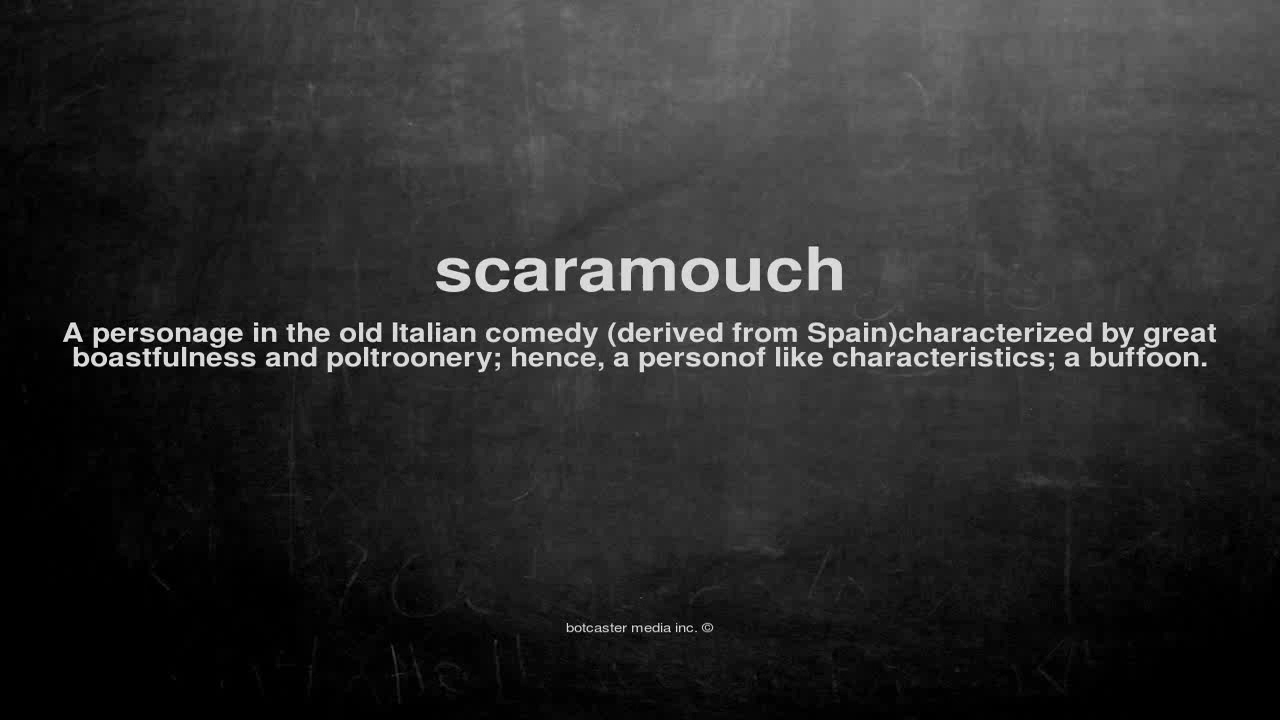 scaramouch
A personage in the old Italian comedy (derived from Spain)characterized by great
boastfulness and poltroonery; hence, a personof like characteristics; a buffoon.
botcaster media inc. ©